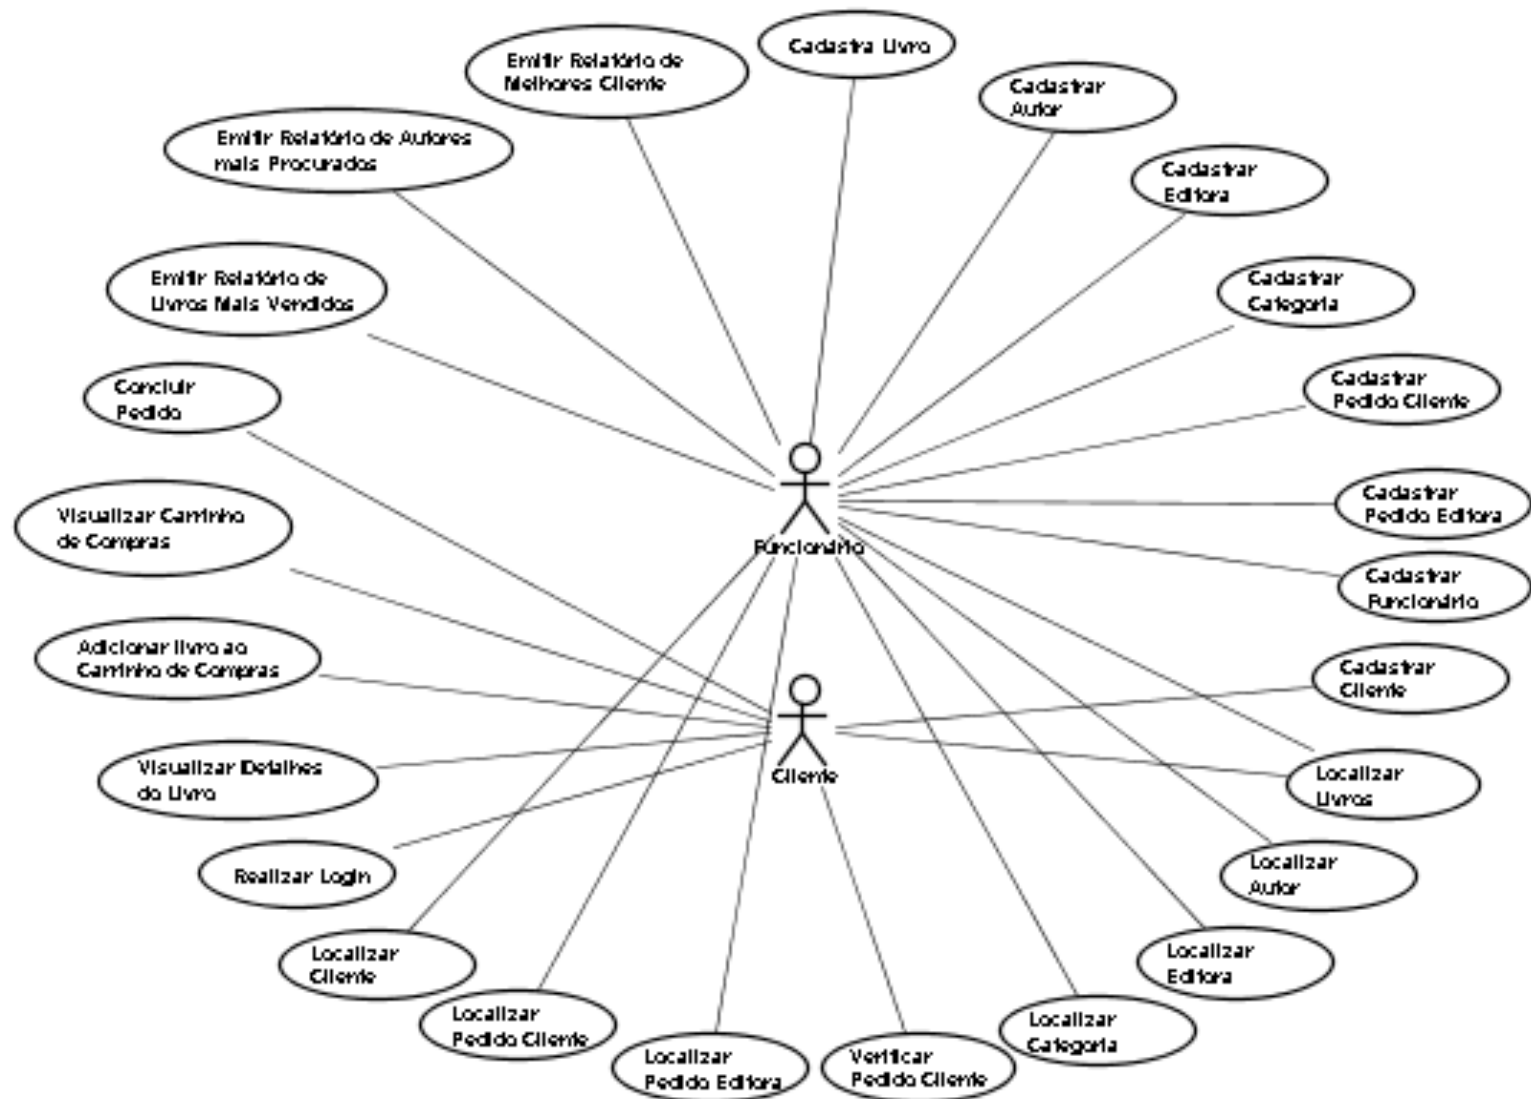 Cadastra Livro
Emitir Relatório de
Melhores Cliente
Cadastrar
Autor
Emitir Relatório de Autores
mais Procurados
Cadastrar
Editora
Emitir Relatório de
Livros Mais Vendidos
Cadastrar
Categoria
Concluir
Pedido
Cadastrar
Pedido Cliente
Visualizar Carrinho
de Compras
Cadastrar
Pedido Editora
Funcionário
Cadastrar
Funcionário
Adicionar livro ao
Carrinho de Compras
Cadastrar
Cliente
Visualizar Detalhes
do Livro
Cliente
Localizar
Livros
Realizar Login
Localizar
Autor
Localizar
Cliente
Localizar
Editora
Localizar
Pedido Cliente
Localizar
Categoria
Localizar
Pedido Editora
Verificar
Pedido Cliente